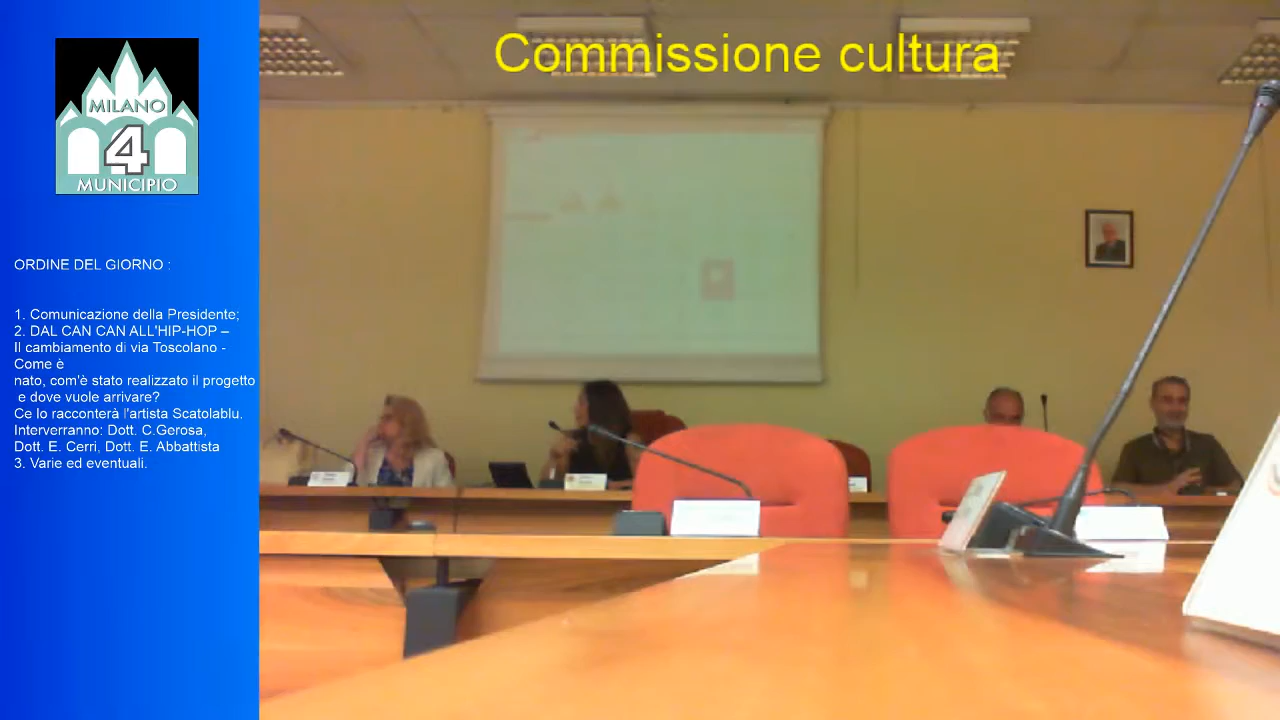 Commissione cultura
MILANO
4
MUNICIPIO
ORDINE DEL GIORNO :
1. Comunicazione della Presidente;
2. DAL CAN CAN ALL'HIP-HOP –
Il cambiamento di via Toscolano -
Come è
nato, com'è stato realizzato il progetto
e dove vuole arrivare?
Ce lo racconterà l'artista Scatolablu.
Interverranno: Dott. C.Gerosa,
Dott. E. Cerri, Dott. E. Abbattista
3. Varie ed eventuali.